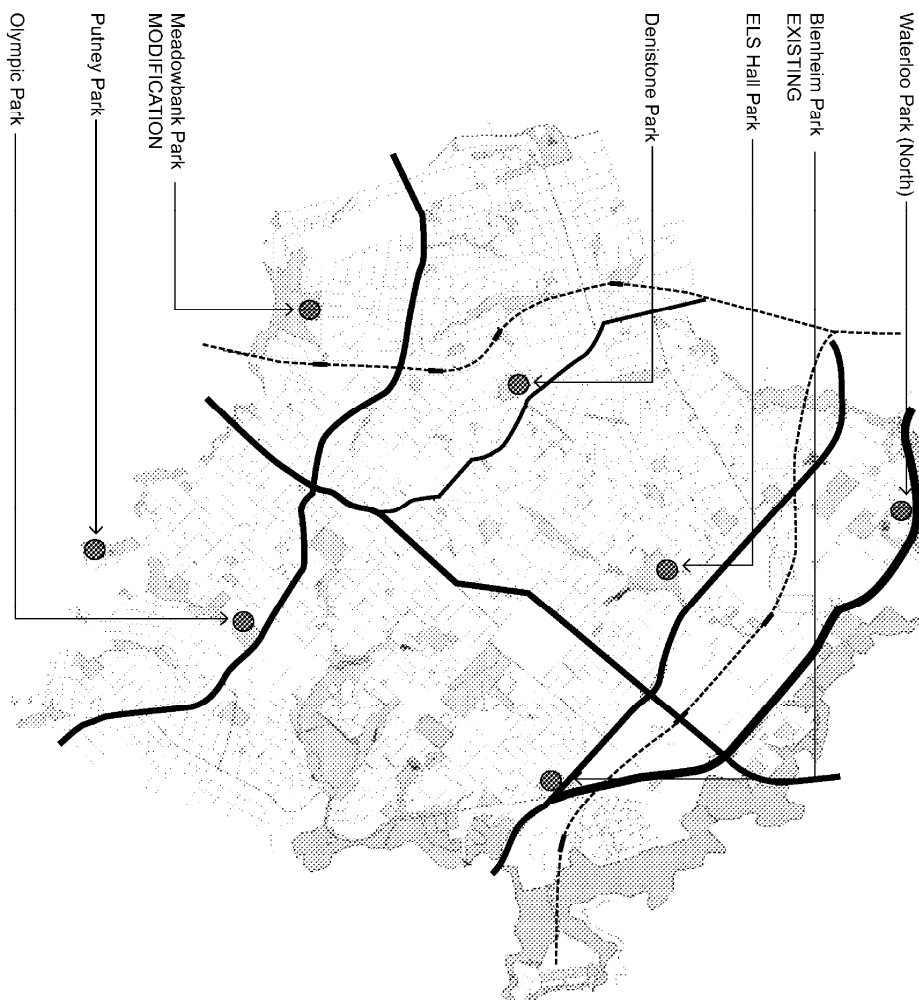 Waterloo Park (North)
Blenheim Park
EXISTING
ELS Hall Park
Denistone Park
Meadowbank Park
MODIFICATION
Putney Park
Olympic Park